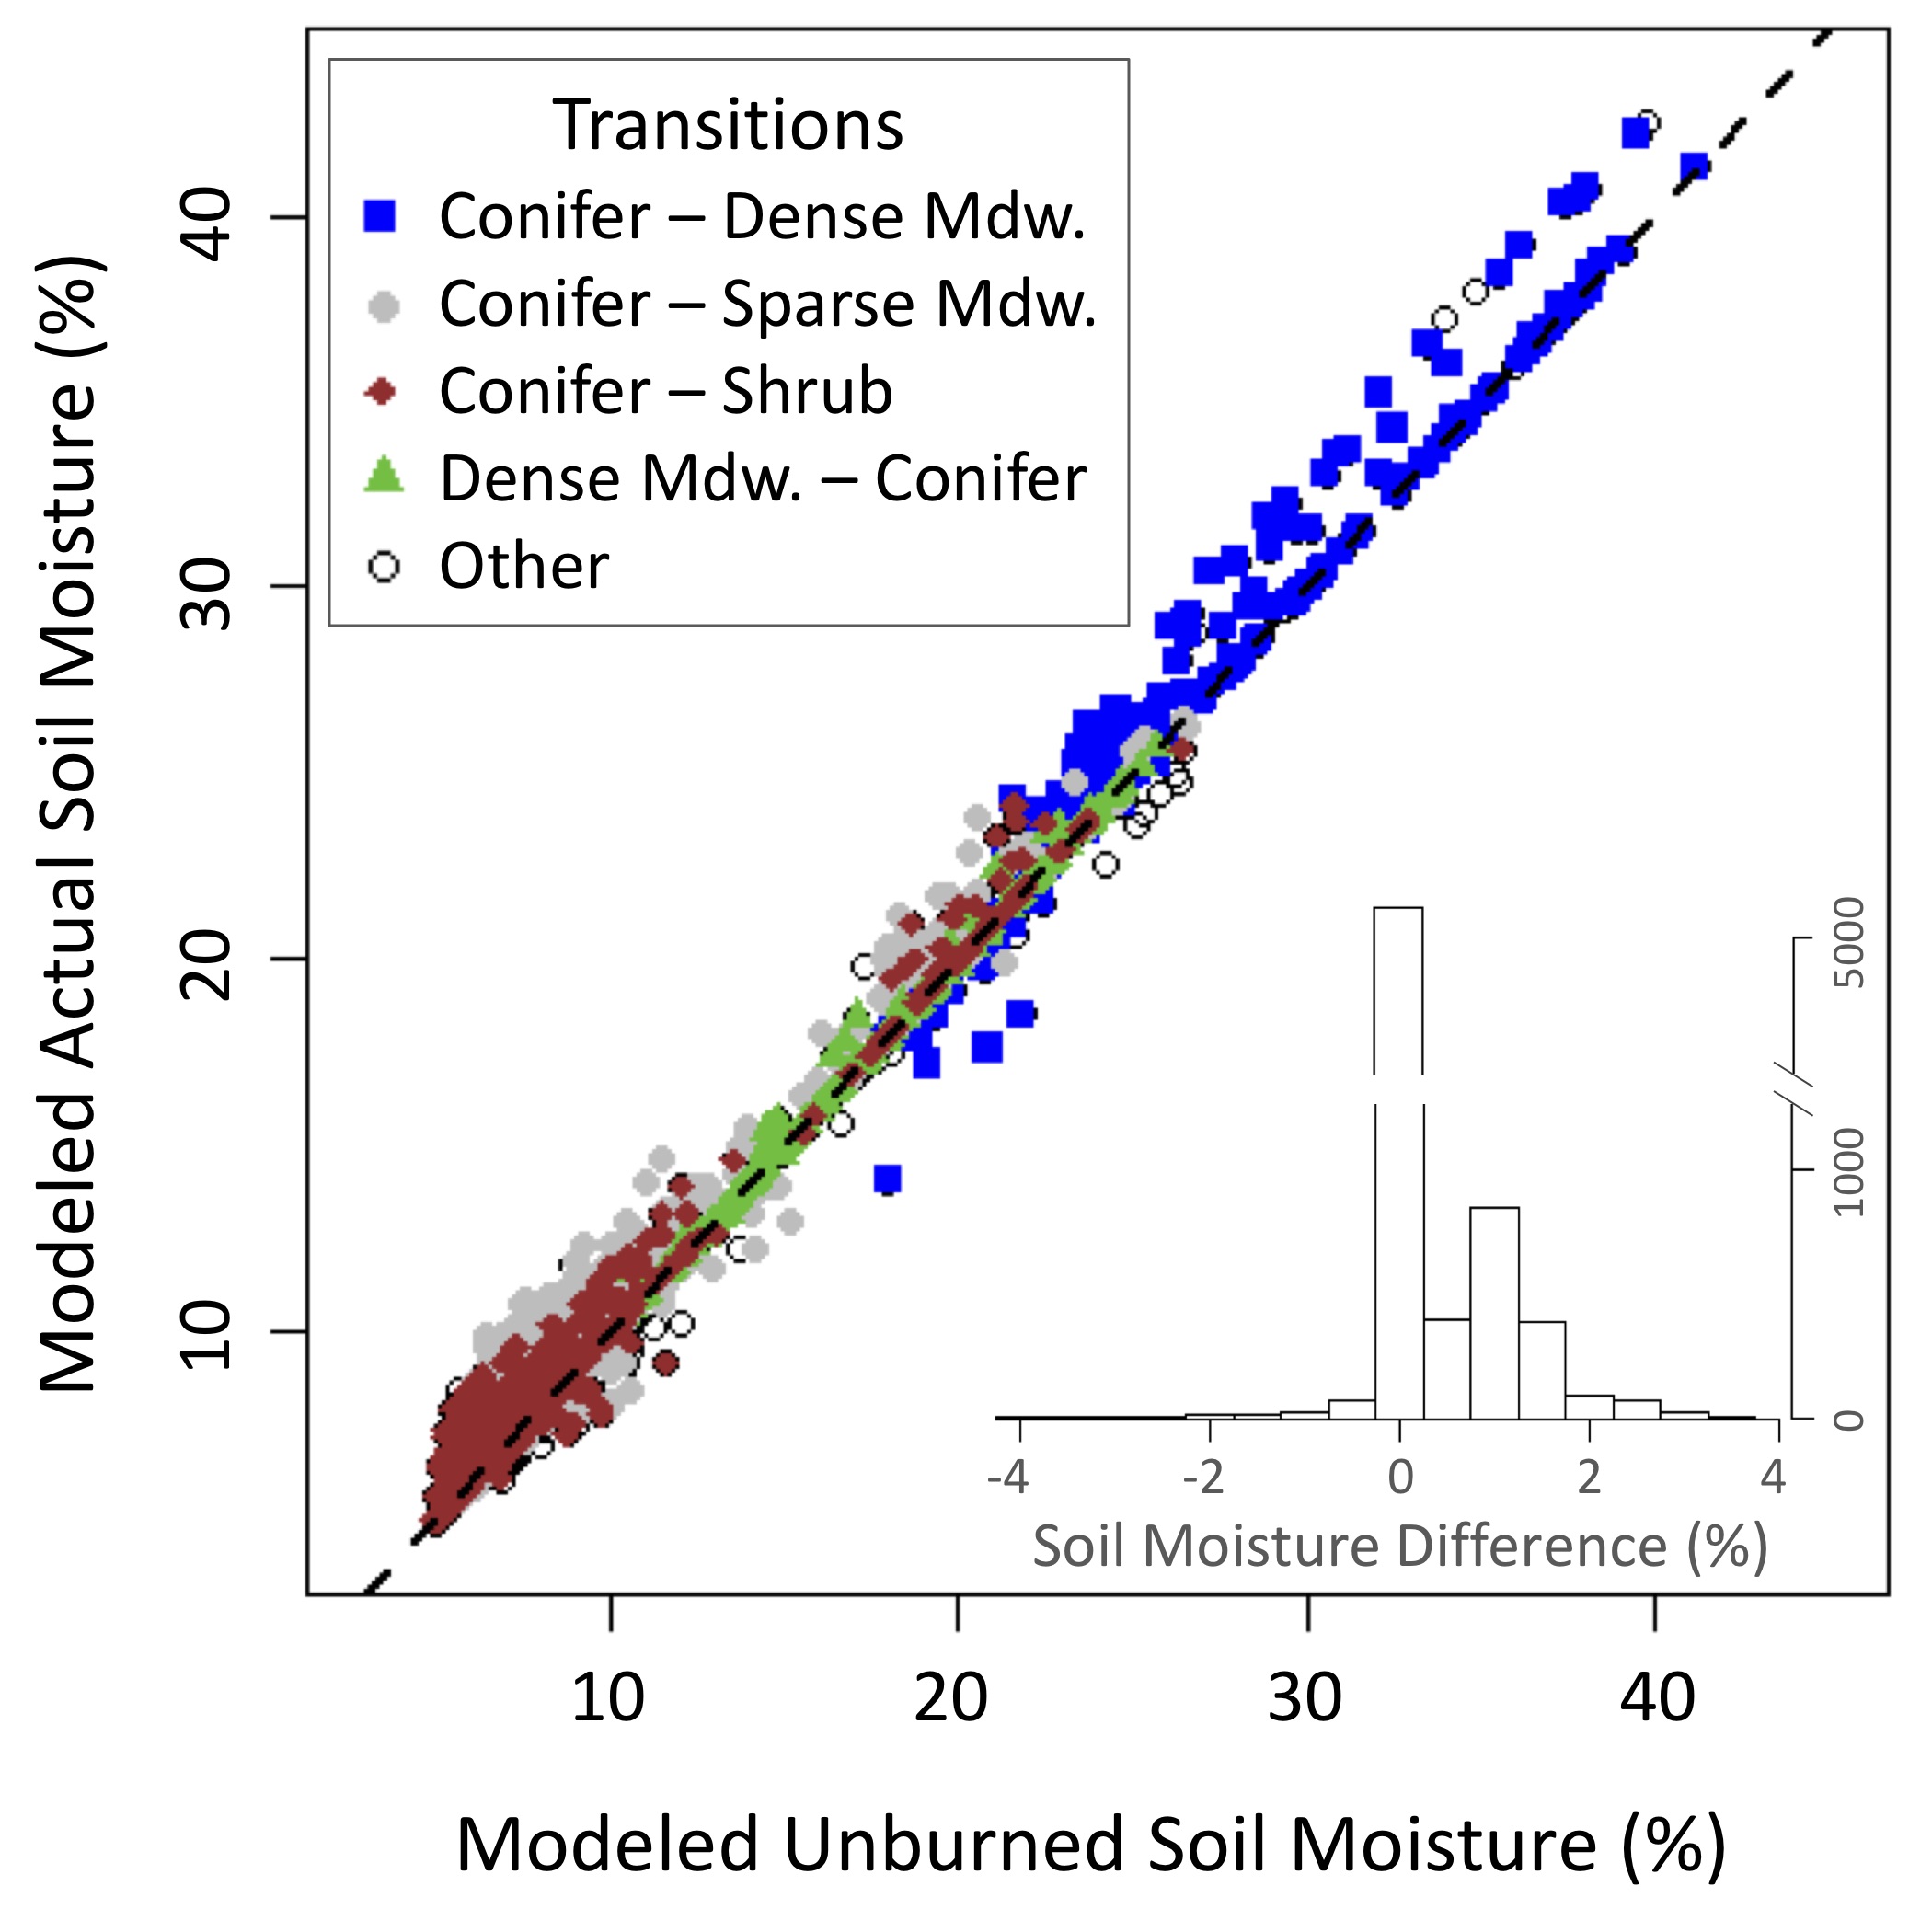 Transitions
Conifer – Dense Mdw.
Conifer – Sparse Mdw.
Conifer – Shrub
Dense Mdw. – Conifer
Other
Modeled Actual Soil Moisture (%)
40
30
20
10
5000
1000
0
-4 -2 0 2 4
Soil Moisture Difference (%)
10 20 30 40
Modeled Unburned Soil Moisture (%)